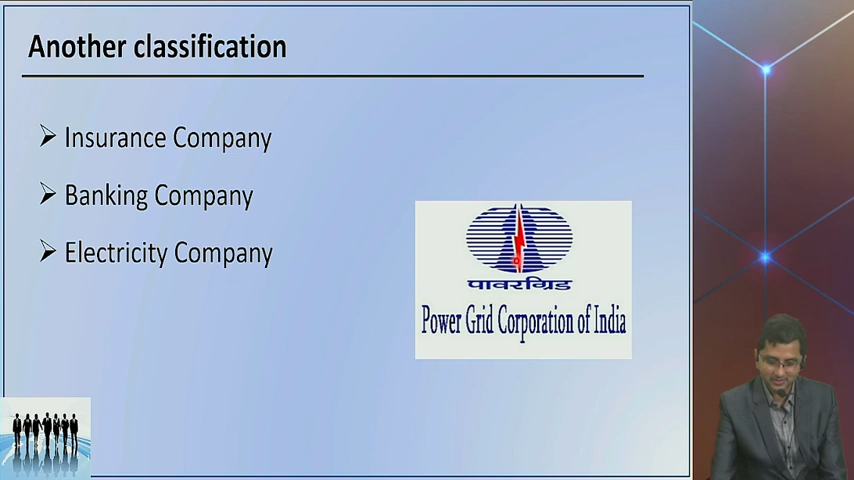 Another classification
Insurance Company
Banking Company
Electricity Company
पावरग्रिड
Power Grid Corporation of India